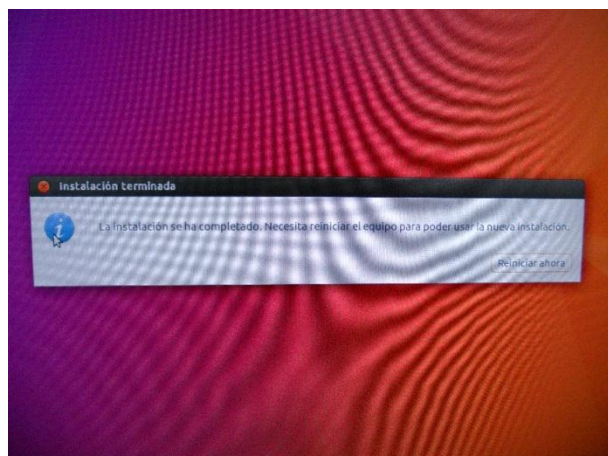 Instalación terminada
La instalación se ha completado. Necesita reiniciar el equipo para poder usar la nueva instalación.
Reiniciar ahora